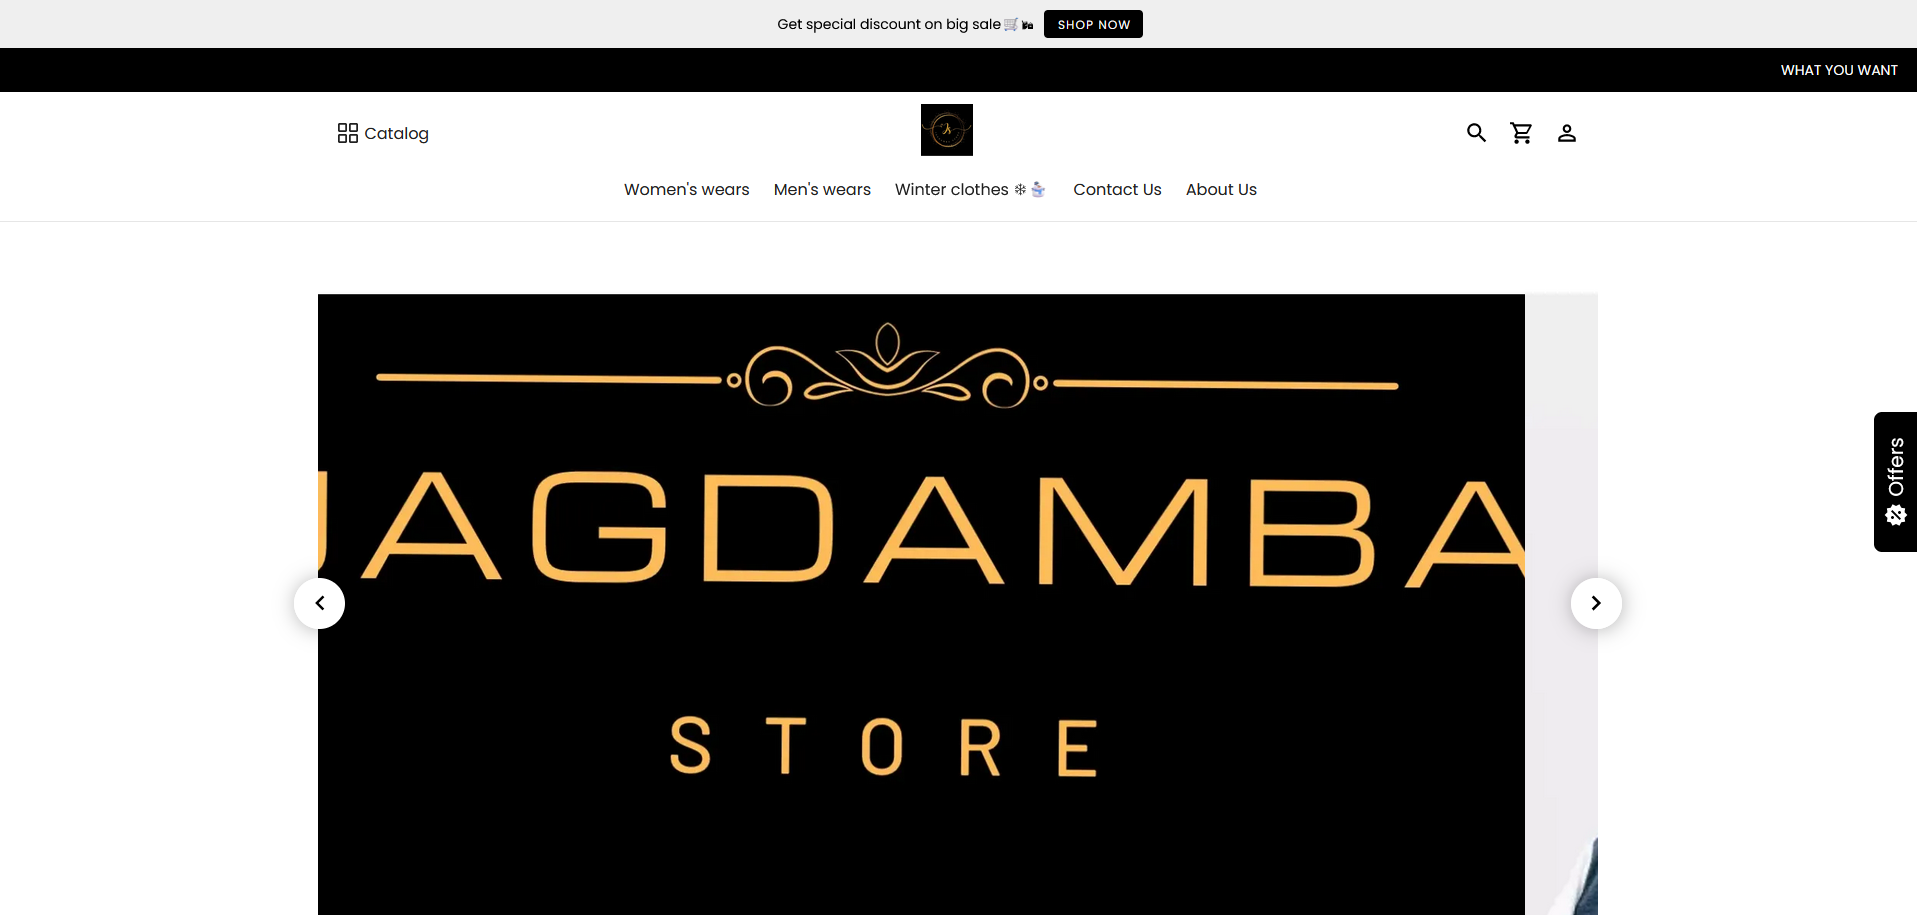 Get special discount on big sale🛒🛍 SHOP NOW
WHAT YOU WANT
Catalog
Women's wears Men's wears Winter clothes ❄⛄ Contact Us About Us
JAGDAMBA
STORE
Offers